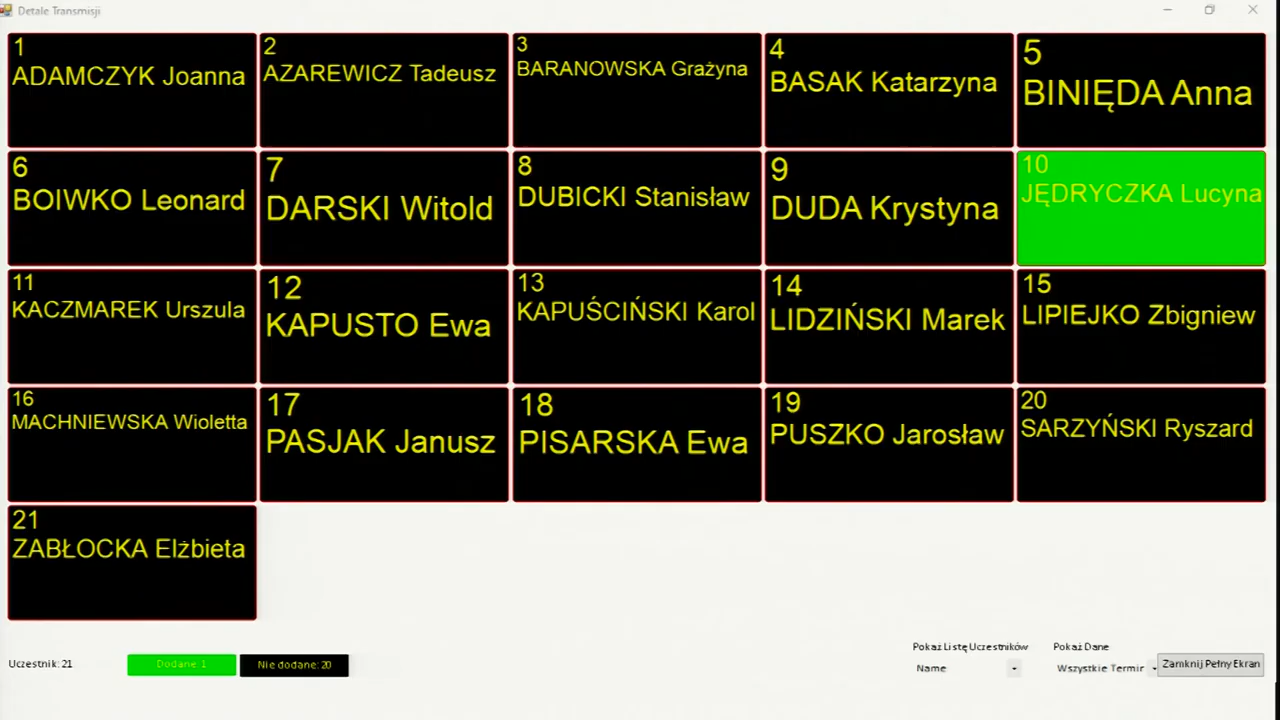 Detale Transmisji
1
ADAMCZYK Joanna
2
AZAREWICZ Tadeusz
3
BARANOWSKA Grażyna
4
BASAK Katarzyna
5
BINIĘDA Anna
6
BOIWKO Leonard
7
DARSKI Witold
8
DUBICKI Stanisław
9
DUDA Krystyna
10
JĘDRYCZKA Lucyna
11
KACZMAREK Urszula
12
KAPUSTO Ewa
13
KAPUŚCIŃSKI Karol
14
LIDZIŃSKI Marek
15
LIPIEJKO Zbigniew
16
MACHNIEWSKA Wioletta
17
PASJAK Janusz
18
PISARSKA Ewa
19
PUSZKO Jarosław
20
SARZYŃSKI Ryszard
21
ZABŁOCKA Elżbieta
Uczestnik: 21
Dodane: 1
Nie dodane: 20
Pokaż Listę Uczestników
Name
Pokaż Dane
Wszystkie Termir
Zamknij Pełny Ekran